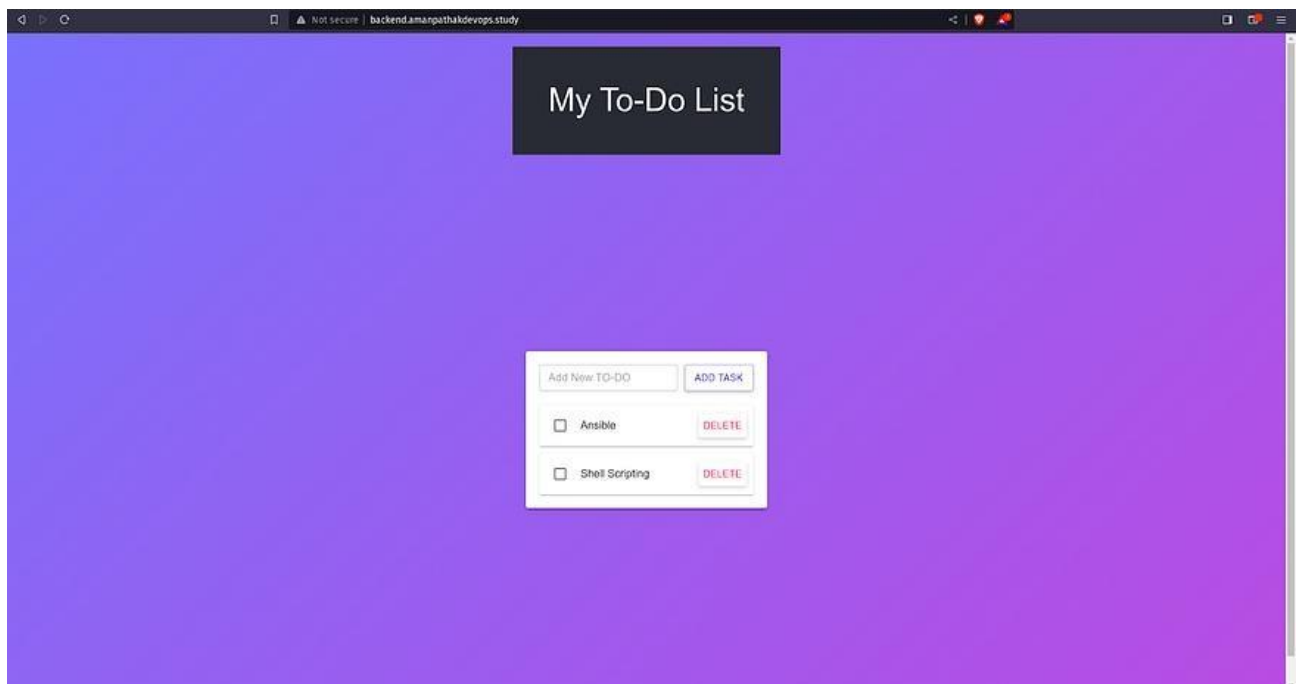 Not secure | backend.amanpathakdevops.study
My To-Do List
Add New TO-DO ADD TASK
Ansible DELETE
Shell Scripting DELETE